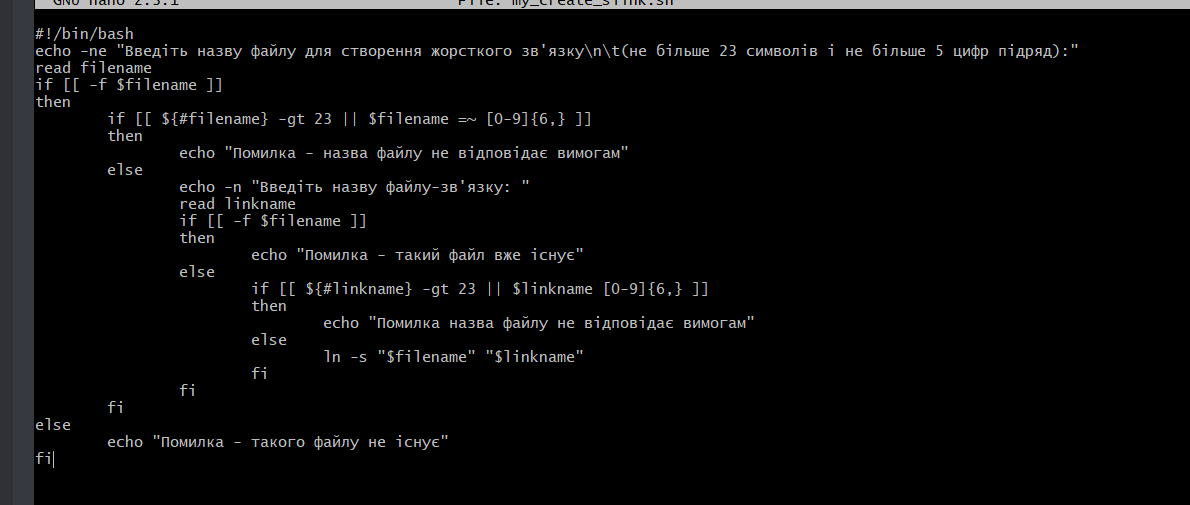 GNU nano 2.5.1 File: my_create_slink.sh
#!/bin/bash
echo -ne "Введіть назву файлу для створення жорсткого зв'язку\n\t(не більше 23 символів і не більше 5 цифр підряд):"
read filename
if [[ -f $filename ]]
then
if [[ ${#filename} -gt 23 || $filename =~ [0-9]{6,} ]]
then
echo "Помилка - назва файлу не відповідає вимогам"
else
echo -n "Введіть назву файлу-зв'язку: "
read linkname
if [[ -f $filename ]]
then
echo "Помилка - такий файл вже існує"
else
if [[ ${#linkname} -gt 23 || $linkname [0-9]{6,} ]]
then
echo "Помилка назва файлу не відповідає вимогам"
else
ln -s "$filename" "$linkname"
fi
fi
fi
else
echo "Помилка - такого файлу не існує"
fi